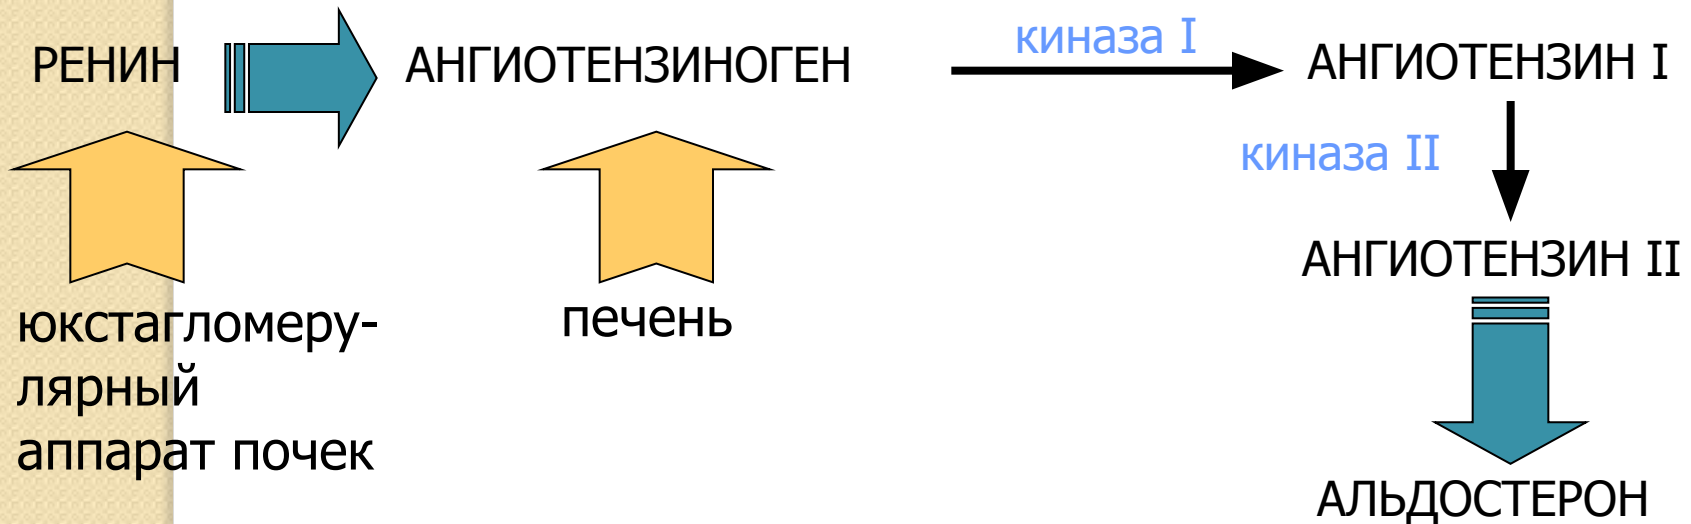 РЕНИН
АНГИОТЕНЗИНОГЕН
киназа I
АНГИОТЕНЗИН I
киназа II
АНГИОТЕНЗИН II
юкстагломеру-
лярный
аппарат почек
печень
АЛЬДОСТЕРОН